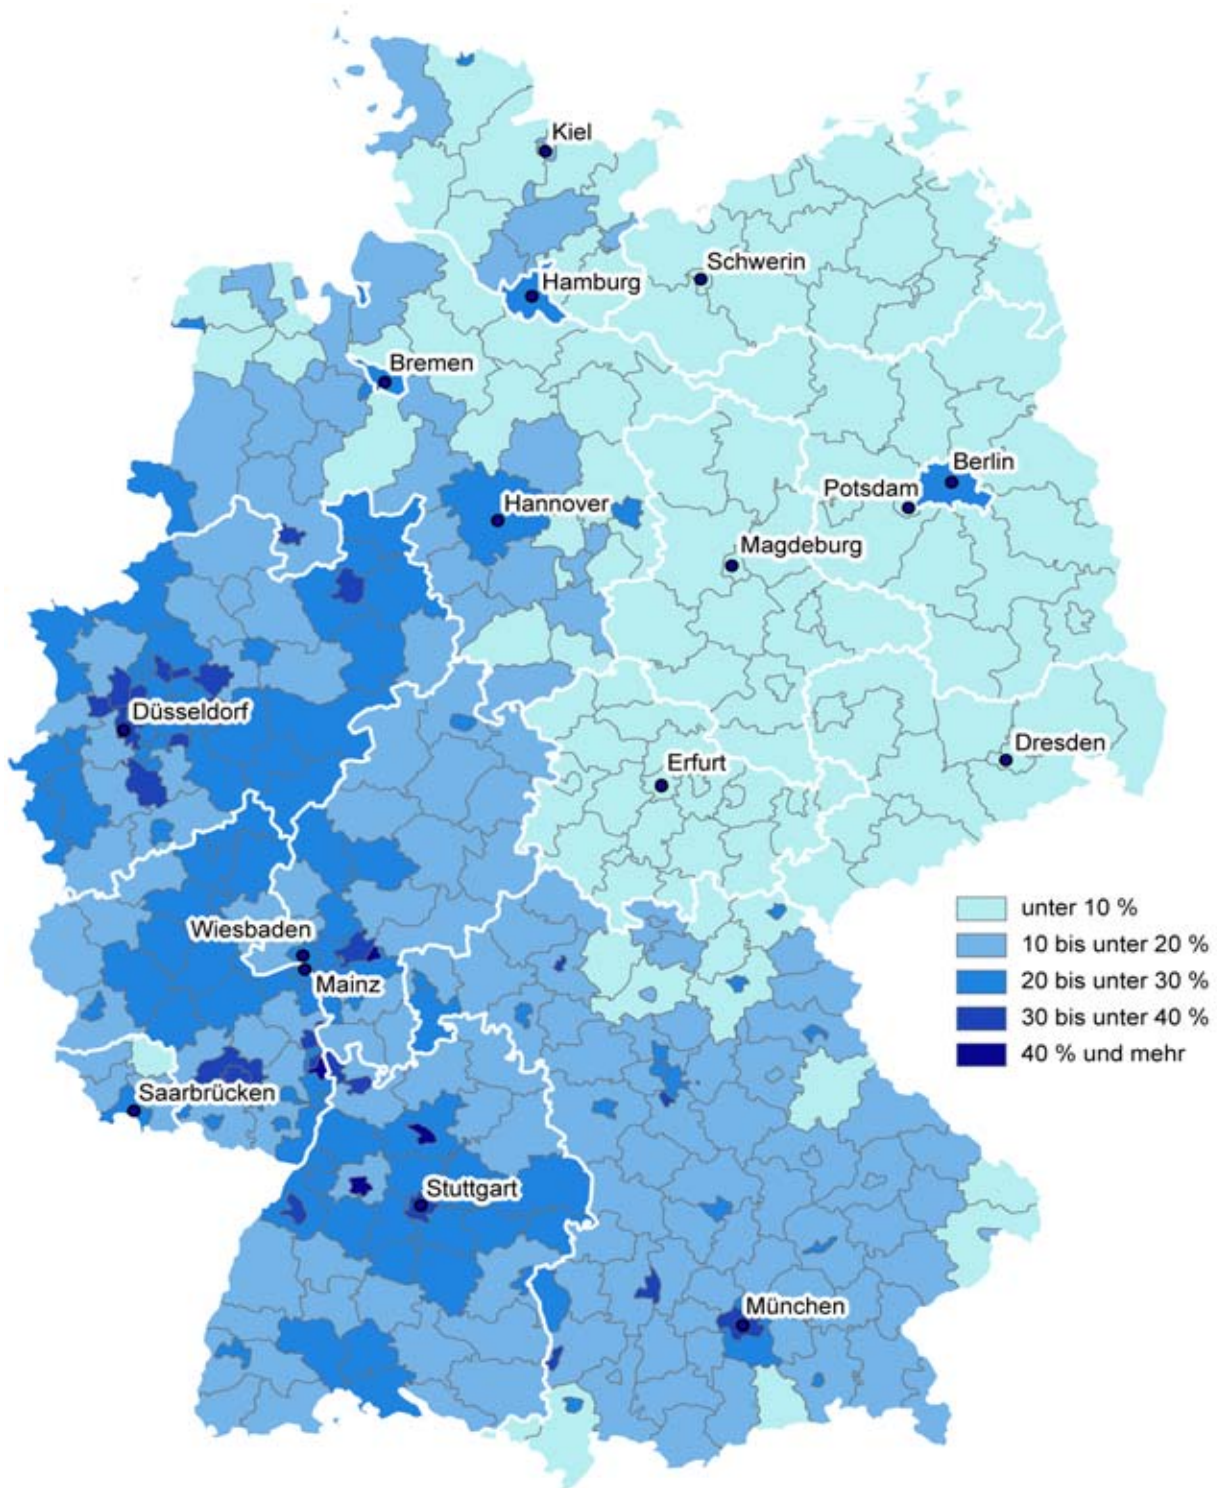 Kiel
Schwerin
Hamburg
Bremen
Berlin
Potsdam
Hannover
Magdeburg
Düsseldorf
Dresden
Erfurt
Wiesbaden
Mainz
Saarbrücken
Stuttgart
München
unter 10 %
10 bis unter 20 %
20 bis unter 30 %
30 bis unter 40 %
40 % und mehr